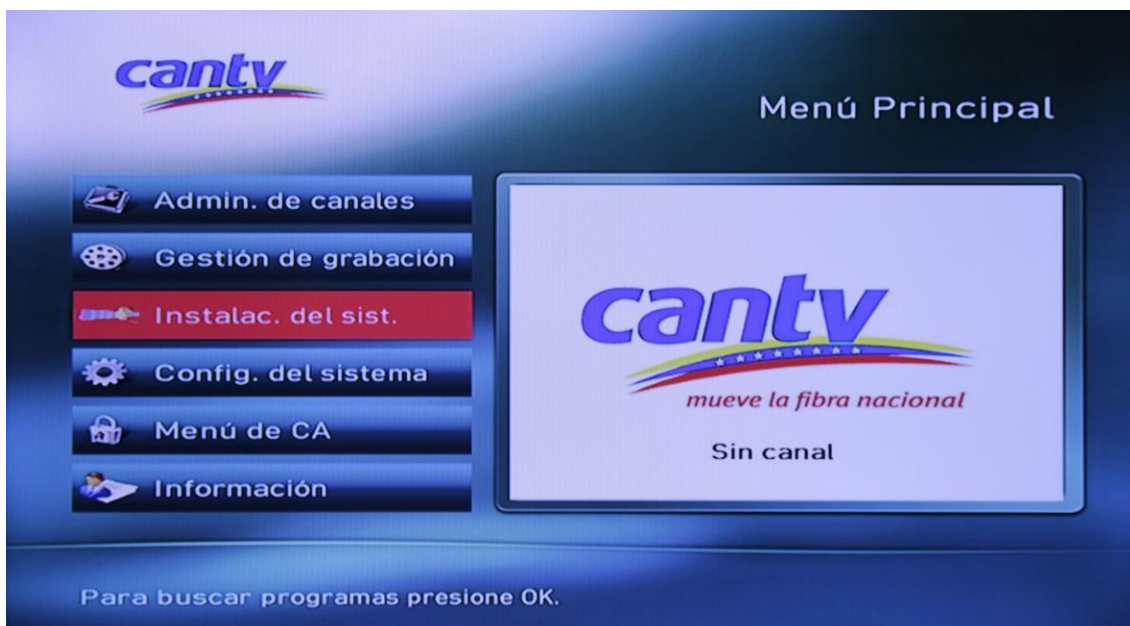 cantv
Menú Principal
Admin. de canales
Gestión de grabación
Instalac. del sist.
Config. del sistema
Menú de CA
Información
cantv
mueve la fibra nacional
Sin canal
Para buscar programas presione OK.